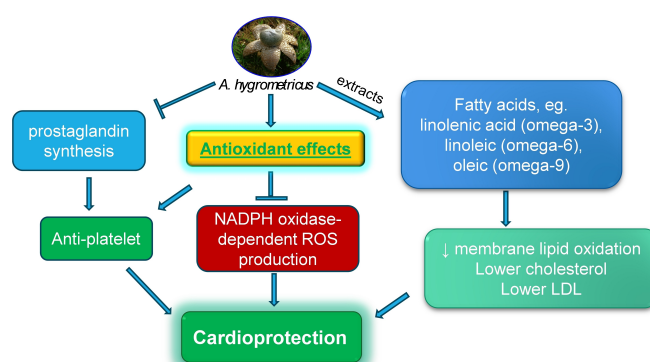 A. hygrometricus
extracts
prostaglandin
synthesis
Antioxidant effects
Fatty acids, eg.
linolenic acid (omega-3),
linoleic (omega-6),
oleic (omega-9)
Anti-platelet
NADPH oxidase-
dependent ROS
production
↓ membrane lipid oxidation
Lower cholesterol
Lower LDL
Cardioprotection